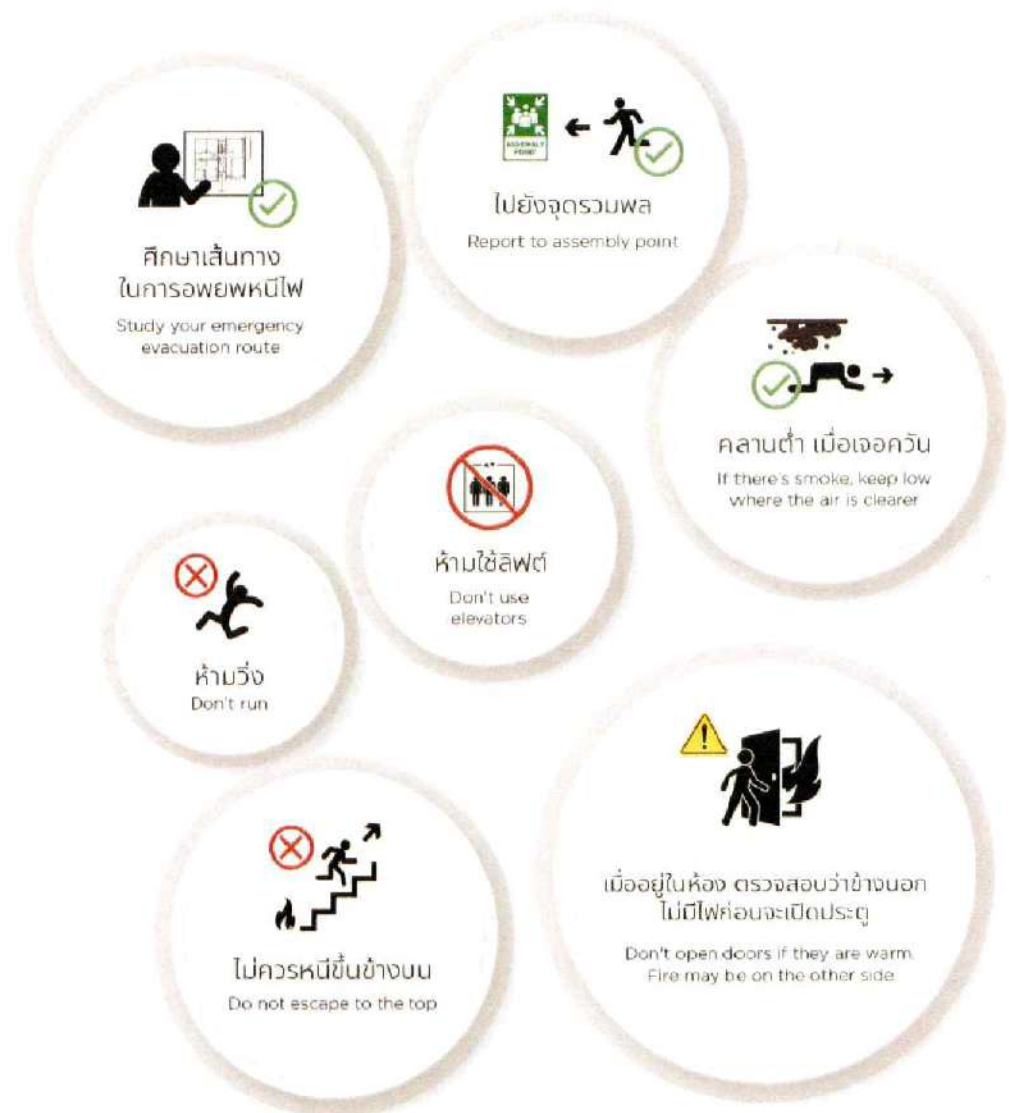 ศึกษาเส้นทาง
ในการอพยพหนีไฟ
Study your emergency
evacuation route
ASSEMBLY
POINT
ไปยังจุดรวมพล
Report to assembly point
คลานต่ำ เมื่อเจอควัน
If there's smoke, keep low
where the air is clearer
ห้ามใช้ลิฟต์
Don't use
elevators
ห้ามวิ่ง
Don't run
ไม่ควรหนีขึ้นข้างบน
Do not escape to the top
เมื่ออยู่ในห้อง ตรวจสอบว่าข้างนอก
ไม่มีไฟก่อนจะเปิดประตู
Don't open doors if they are warm.
Fire may be on the other side